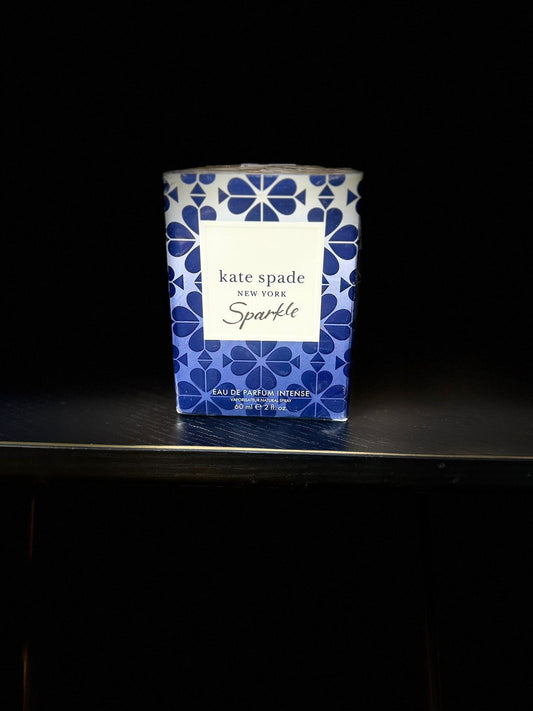 kate spade
NEW YORK
Sparkle
EAU DE PARFUM INTENSE
VAPORISATEUR NATURAL SPRAY
60 ml ℮ 2 fl. oz.